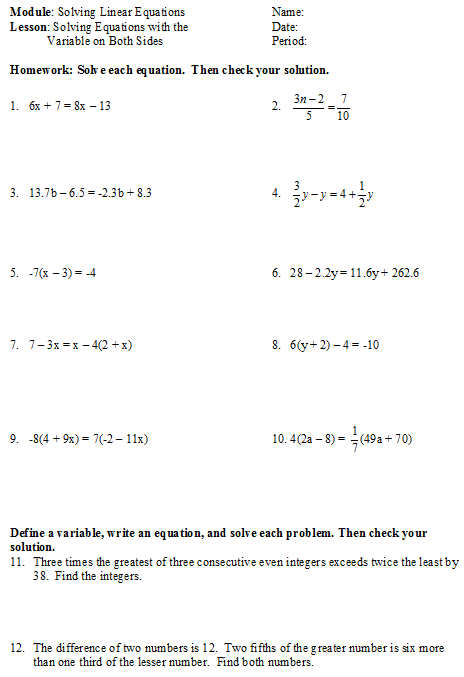 Module: Solving Linear Equations
Name:
Lesson: Solving Equations with the
Date:
Variable on Both Sides
Period:
Homework: Solve each equation. Then check your solution.
1. 6x + 7 = 8x – 13
2. (3n – 2)/5 = 7/10
3. 13.7b – 6.5 = -2.3b + 8.3
4. 3/2 y – y = 4 + 1/2 y
5. -7(x – 3) = -4
6. 28 – 2.2y = 11.6y + 262.6
7. 7 – 3x = x – 4(2 + x)
8. 6(y + 2) – 4 = -10
9. -8(4 + 9x) = 7(-2 – 11x)
10. 4(2a – 8) = 1/7 (49a + 70)
Define a variable, write an equation, and solve each problem. Then check your
solution.
11. Three times the greatest of three consecutive even integers exceeds twice the least by
38. Find the integers.
12. The difference of two numbers is 12. Two fifths of the greater number is six more
than one third of the lesser number. Find both numbers.